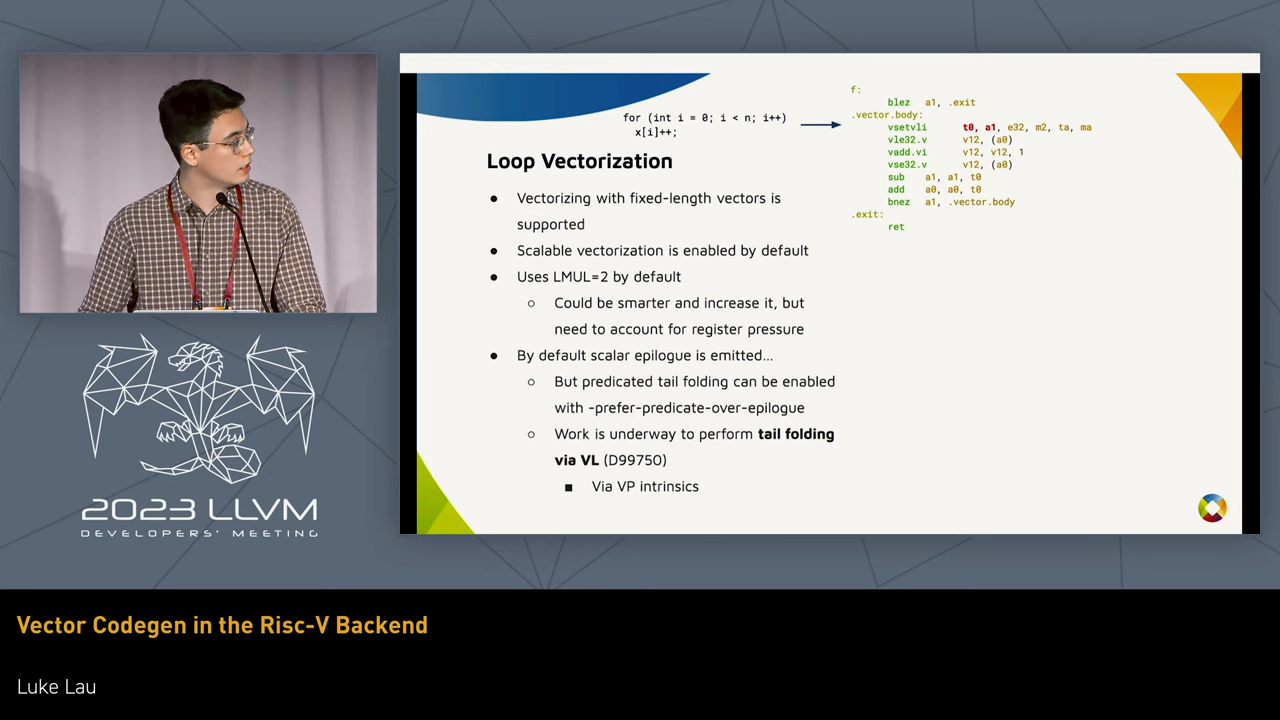 for (int i = 0; i < n; i++)
x[i]++;
f:
blez a1, .exit
.vector.body:
vsetvli t0, a1, e32, m2, ta, ma
vle32.v v12, (a0)
vadd.vi v12, v12, 1
vse32.v v12, (a0)
sub a1, a1, t0
add a0, a0, t0
bnez a1, .vector.body
.exit:
ret
Loop Vectorization
● Vectorizing with fixed-length vectors is
supported
● Scalable vectorization is enabled by default
● Uses LMUL=2 by default
○ Could be smarter and increase it, but
need to account for register pressure
● By default scalar epilogue is emitted…
○ But predicated tail folding can be enabled
with -prefer-predicate-over-epilogue
○ Work is underway to perform tail folding
via VL (D99750)
■ Via VP intrinsics
2023 LLVM
DEVELOPERS' MEETING
Vector Codegen in the Risc-V Backend
Luke Lau